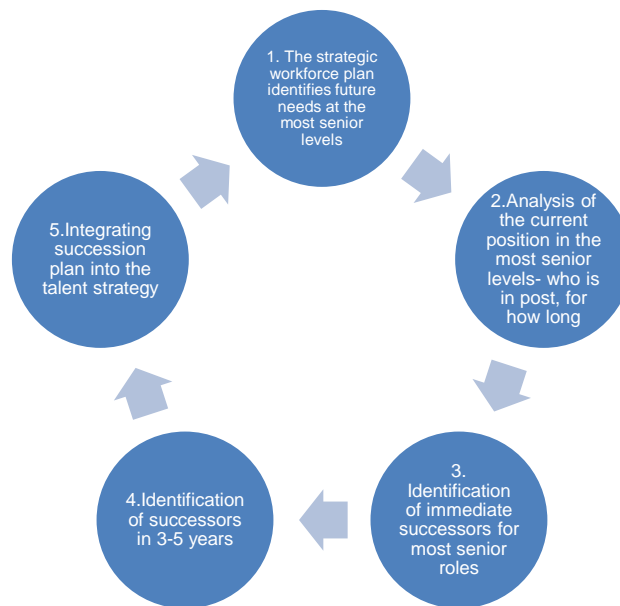 1. The strategic
workforce plan
identifies future
needs at the
most senior
levels
2.Analysis of
the current
position in the
most senior
levels- who is
in post, for
how long
3.
Identification
of immediate
successors for
most senior
roles
4.Identification
of successors
in 3-5 years
5.Integrating
succession
plan into the
talent strategy